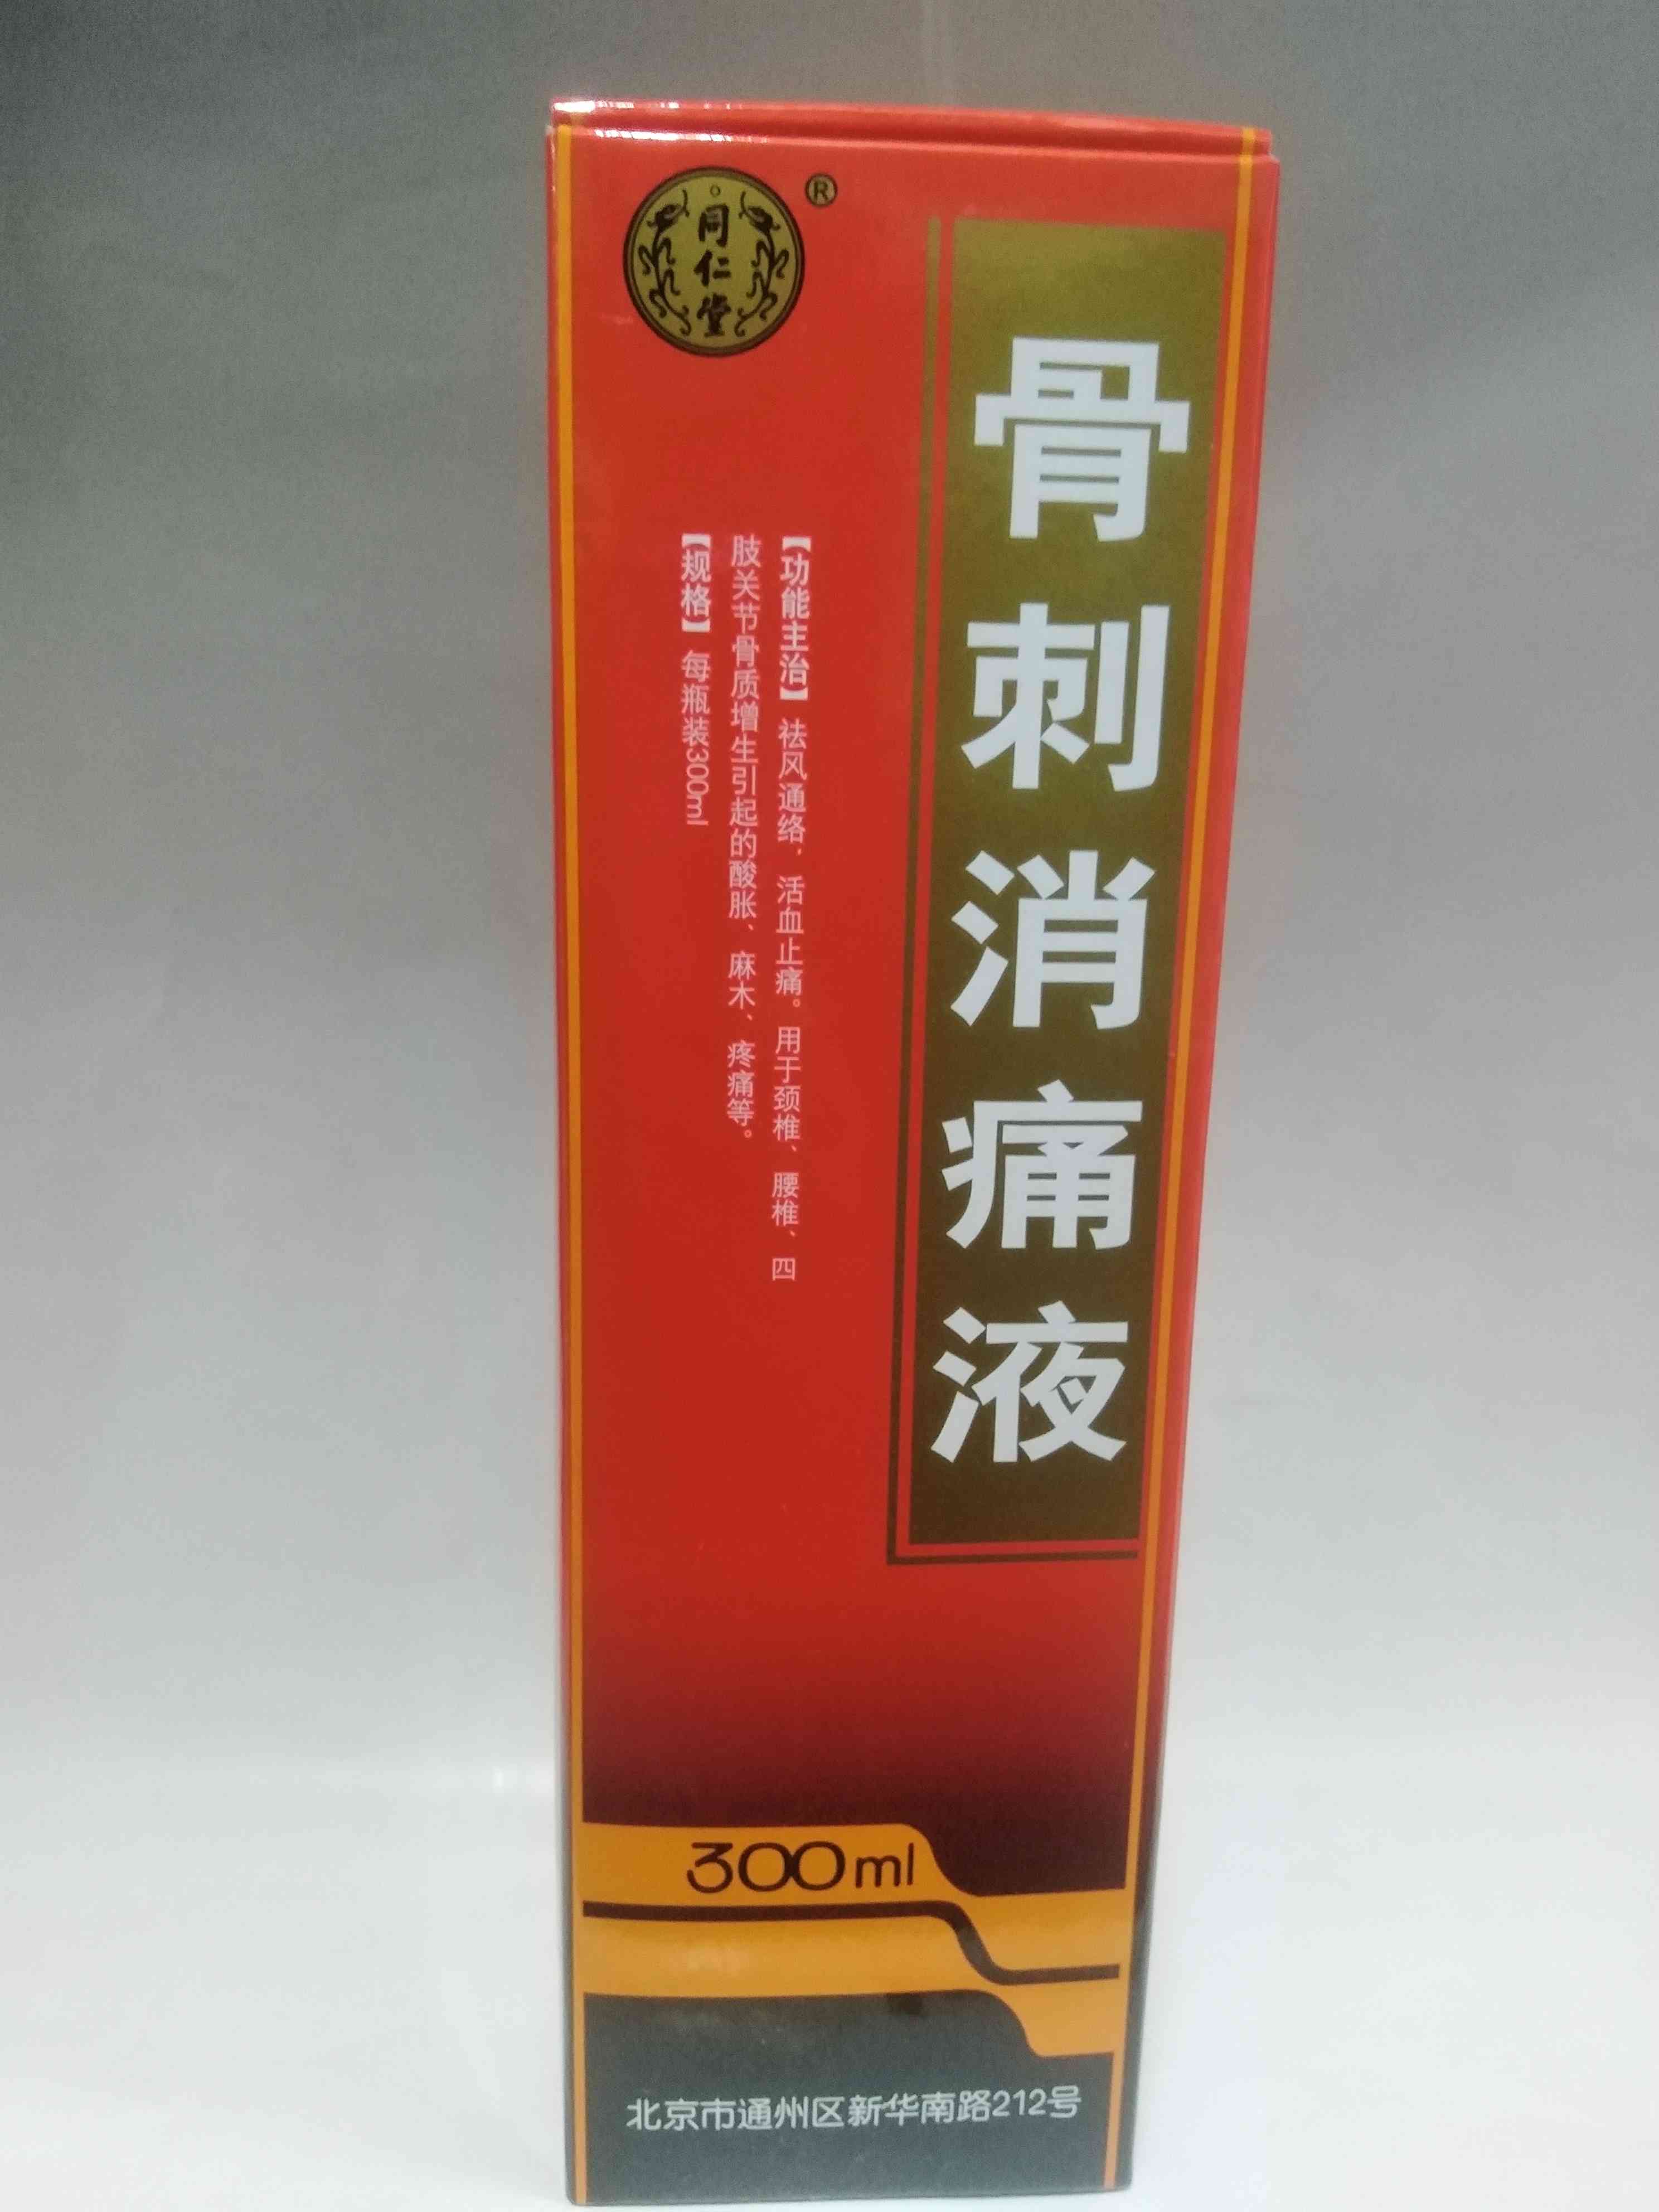 同仁堂
®
骨刺消痛液
【功能主治】祛风通络，活血止痛。用于颈椎、腰椎、四
肢关节骨质增生引起的酸胀、麻木、疼痛等。
【规格】每瓶装300ml
300ml
北京市通州区新华南路212号